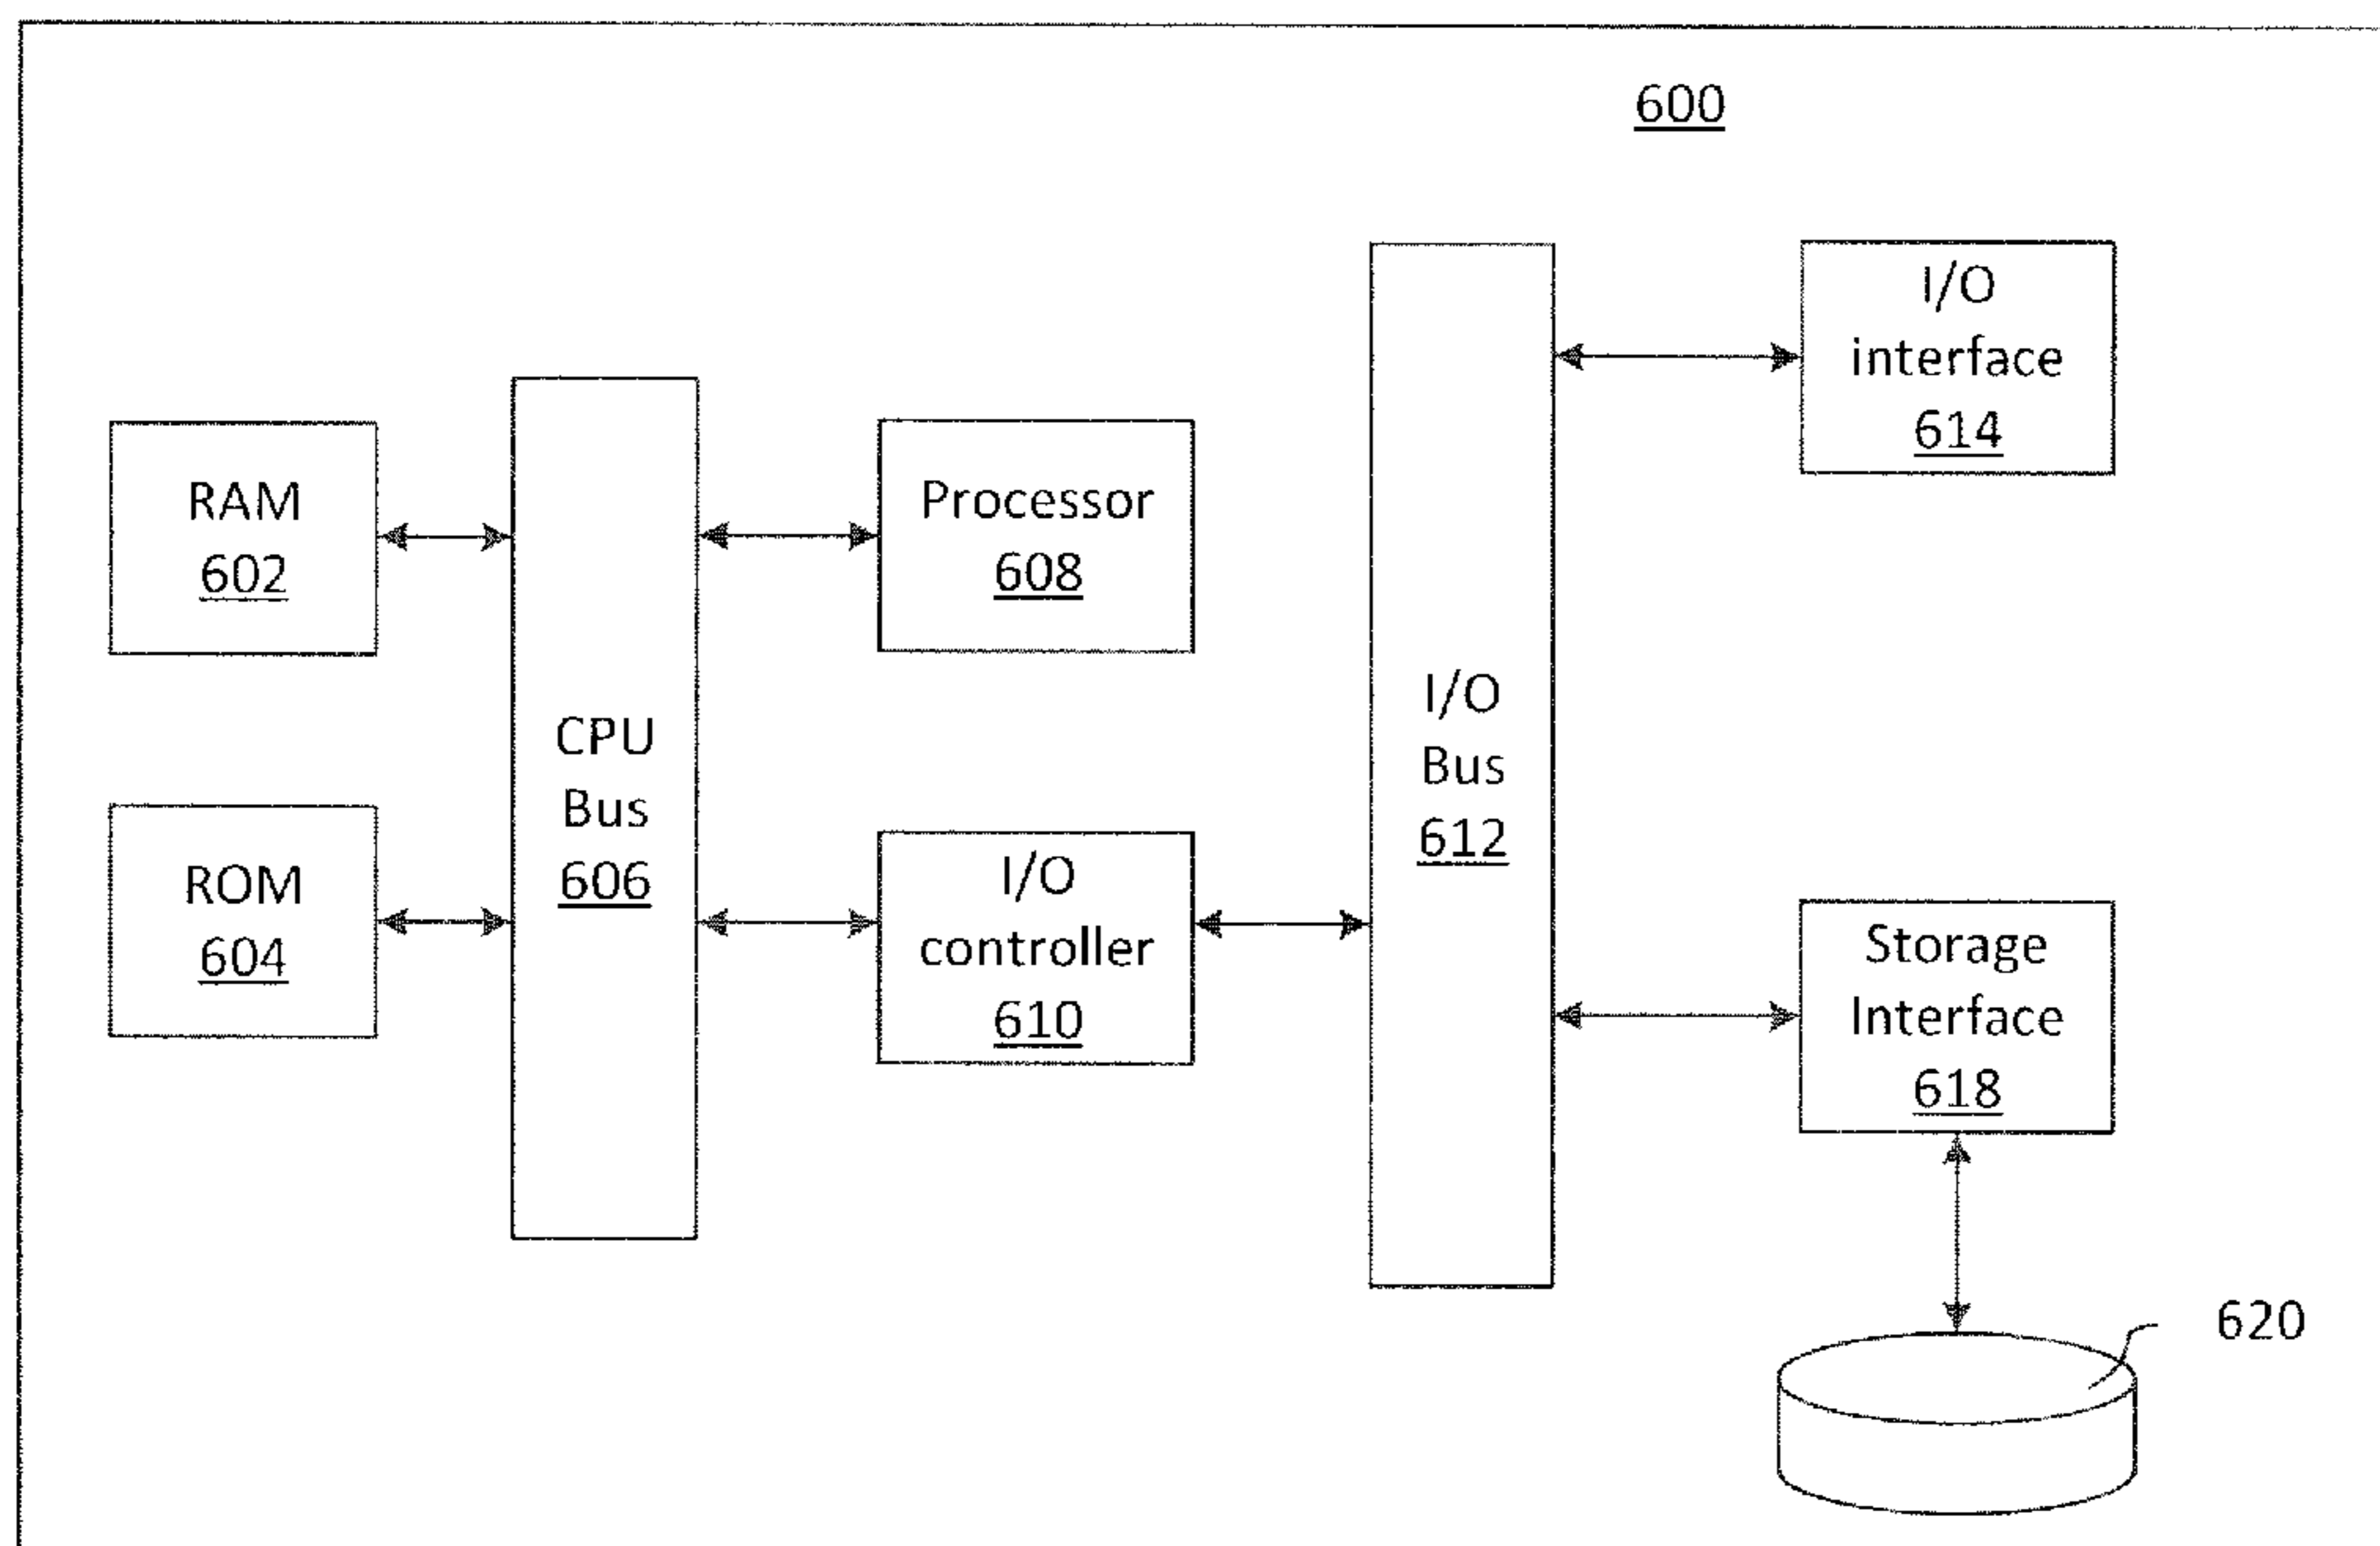 600
RAM
602
ROM
604
CPU
Bus
606
Processor
608
I/O
controller
610
I/O
Bus
612
I/O
interface
614
Storage
Interface
618
620